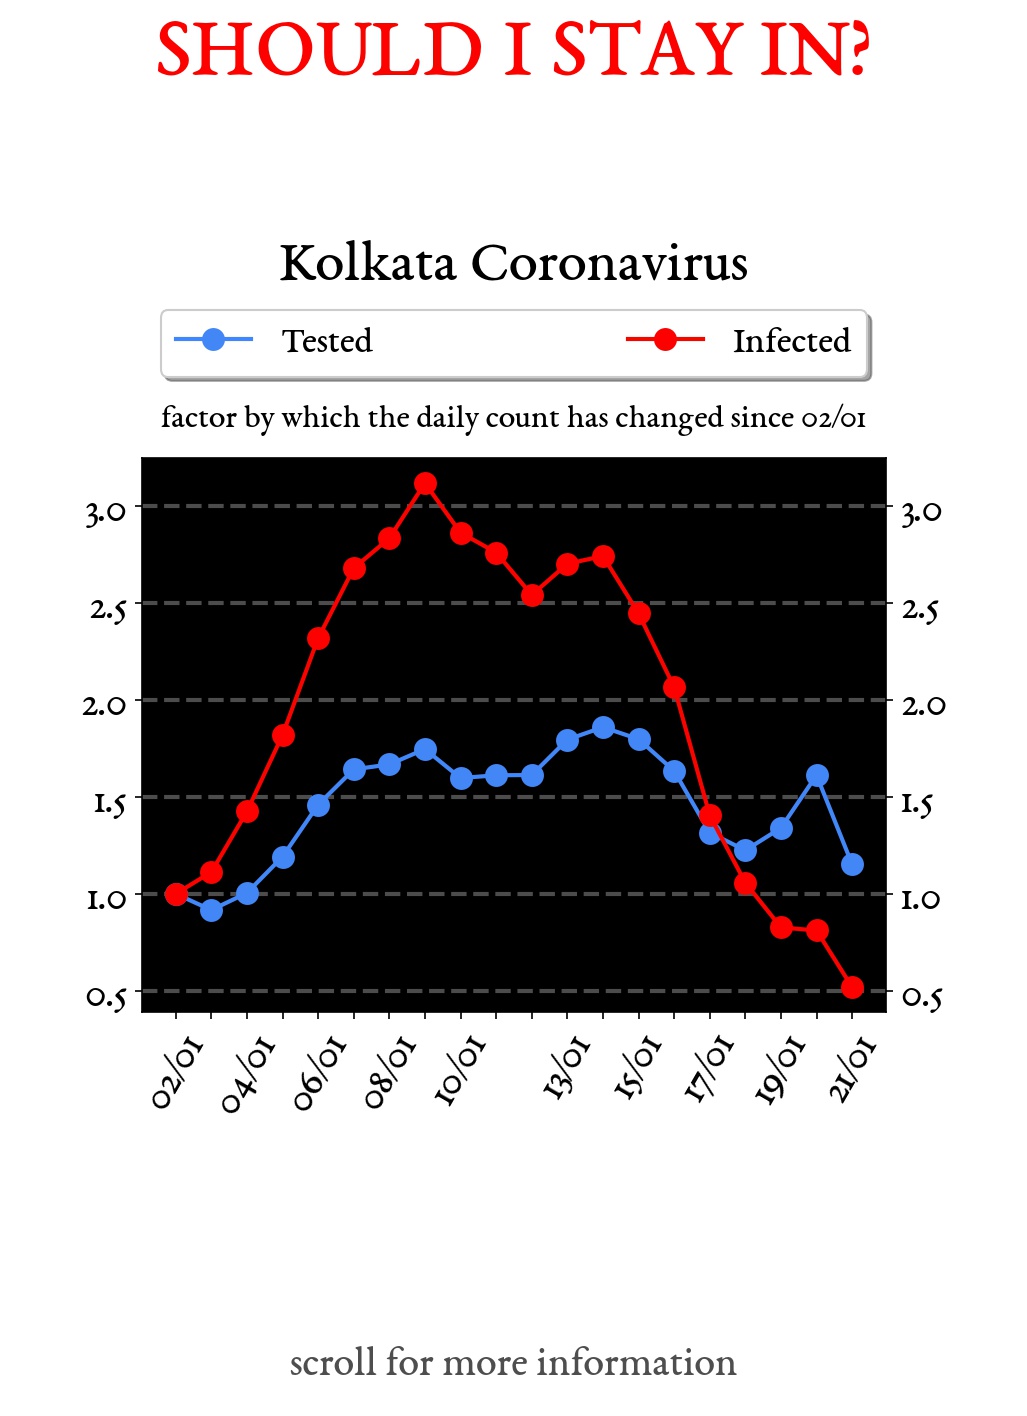 SHOULD I STAY IN?
Kolkata Coronavirus
Tested Infected
factor by which the daily count has changed since 02/01
3.0 3.0
2.5 2.5
2.0 2.0
1.5 1.5
1.0 1.0
0.5 0.5
02/01 04/01 06/01 08/01 10/01 13/01 15/01 17/01 19/01 21/01
scroll for more information